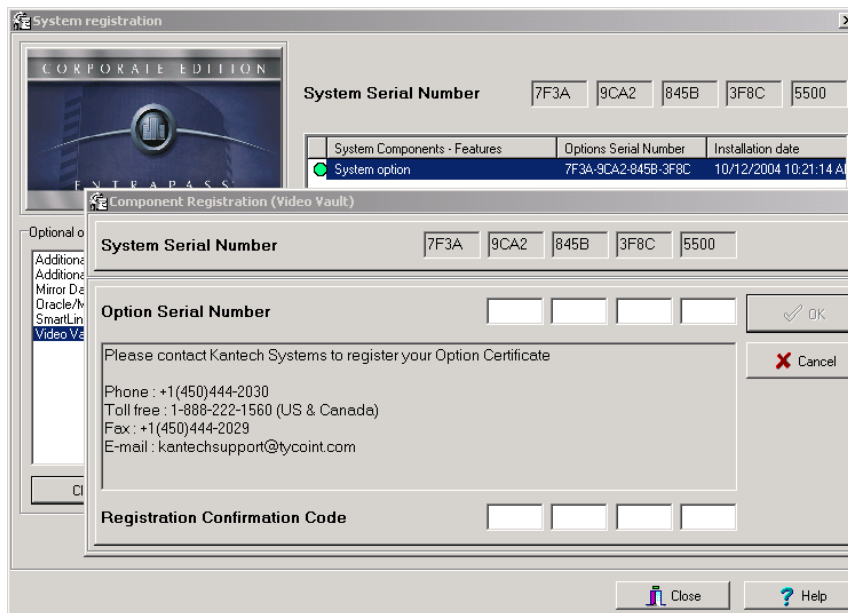 System registration
CORPORATE EDITION
ENTRAPASS
System Serial Number 7F3A 9CA2 845B 3F8C 5500
System Components - Features Options Serial Number Installation date
System option 7F3A-9CA2-845B-3F8C 10/12/2004 10:21:14
Optional
Mirror
Component Registration (Video Vault)
System Serial Number 7F3A 9CA2 845B 3F8C 5500
Option Serial Number
OK
Please contact Kantech Systems to register your Option Certificate
Cancel
Phone : +1(450)444-2030
Toll free : 1-888-222-1560 (US & Canada)
Fax : +1(450)444-2029
E-mail : kantechsupport@tycoint.com
Registration Confirmation Code
Close Help